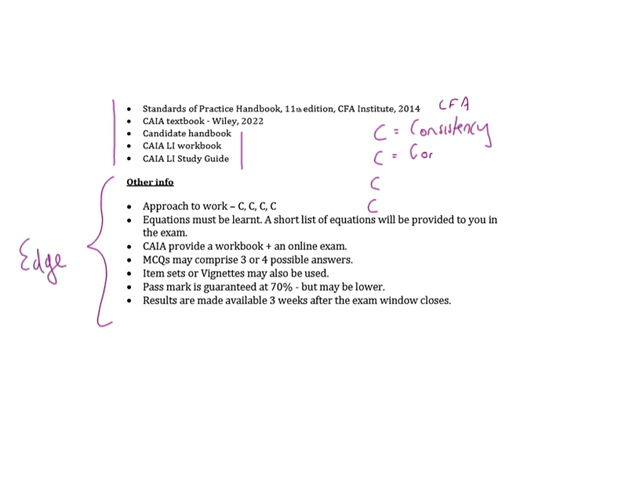 • Standards of Practice Handbook, 11th edition, CFA Institute, 2014 CFA
• CAIA textbook - Wiley, 2022
C = Consistency
• Candidate handbook
• CAIA LI workbook
C = Cor
• CAIA LI Study Guide
Other info
C
• Approach to work – C, C, C, C
C
• Equations must be learnt. A short list of equations will be provided to you in
the exam.
• CAIA provide a workbook + an online exam.
Edge
• MCQs may comprise 3 or 4 possible answers.
• Item sets or Vignettes may also be used.
• Pass mark is guaranteed at 70% - but may be lower.
• Results are made available 3 weeks after the exam window closes.